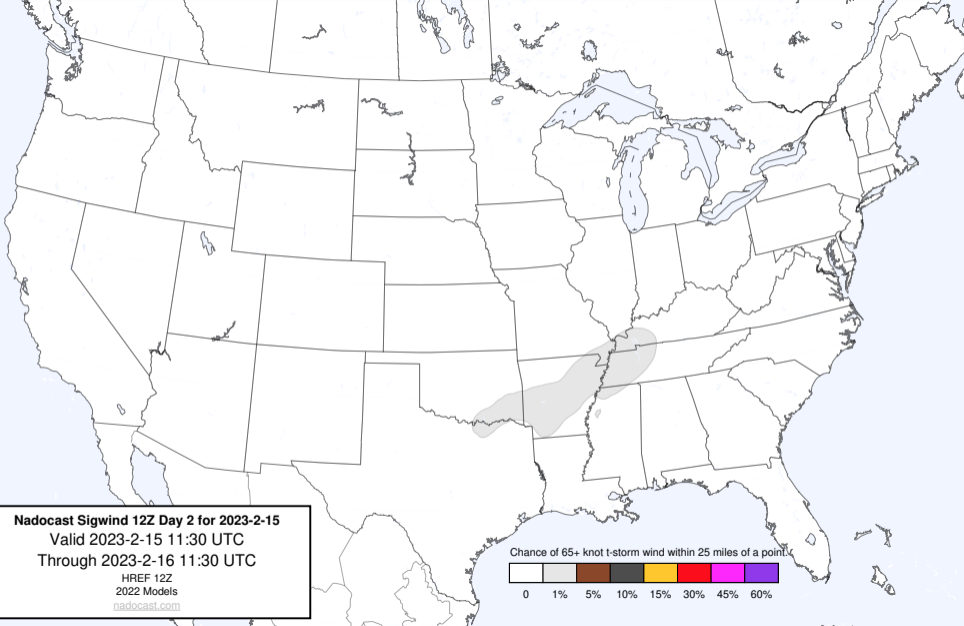 Nadocast Sigwind 12Z Day 2 for 2023-2-15
Valid 2023-2-15 11:30 UTC
Through 2023-2-16 11:30 UTC
HREF 12Z
2022 Models
nadocast.com
Chance of 65+ knot t-storm wind within 25 miles of a point.
0 1% 5% 10% 15% 30% 45% 60%